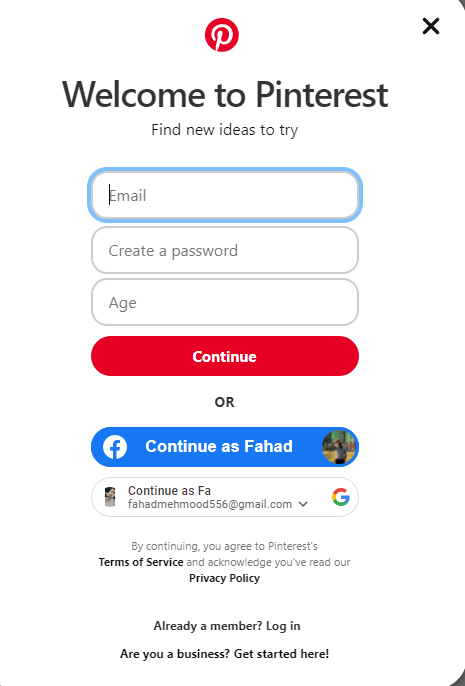 Welcome to Pinterest
Find new ideas to try
Email
Create a password
Age
Continue
OR
Continue as Fahad
Continue as Fa
fahadmehmood556@gmail.com
By continuing, you agree to Pinterest's
Terms of Service and acknowledge you've read our
Privacy Policy
Already a member? Log in
Are you a business? Get started here!